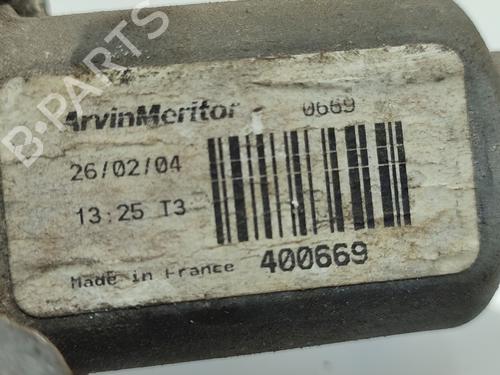 ArvinMeritor 0669
26/02/04
13:25 T3
Made in France 400669
B-PARTS